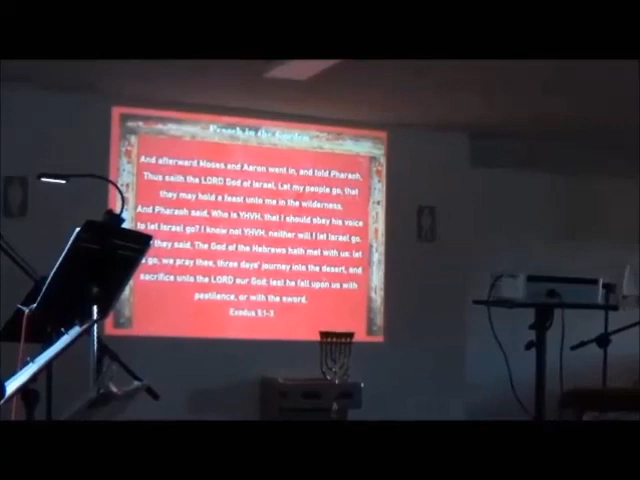 Pesach in the Garden
And afterward Moses and Aaron went in, and told Pharaoh,
Thus saith the LORD God of Israel, Let my people go, that
they may hold a feast unto me in the wilderness.
And Pharaoh said, Who is YHVH, that I should obey his voice
to let Israel go? I know not YHVH, neither will I let Israel go.
they said, The God of the Hebrews hath met with us: let
go, we pray thee, three days' journey into the desert, and
sacrifice unto the LORD our God; lest he fall upon us with
pestilence, or with the sword.
Exodus 5:1-3